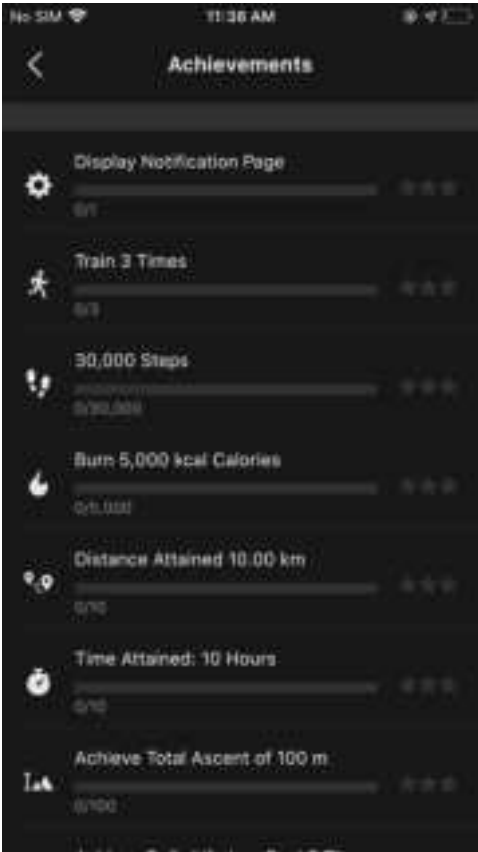 No SIM 11:36 AM
Achievements
Display Notification Page
0/1
Train 3 Times
0/3
30,000 Steps
0/30,000
Burn 5,000 kcal Calories
0/5,000
Distance Attained 10.00 km
0/10
Time Attained: 10 Hours
0/10
Achieve Total Ascent of 100 m
0/100